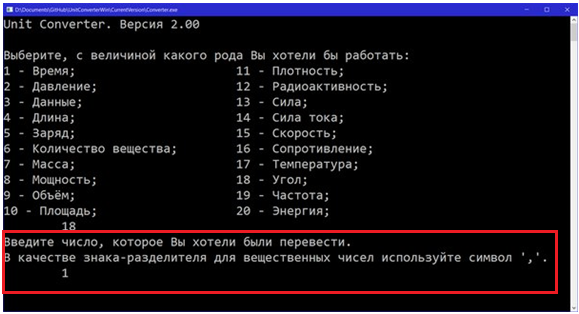 D:\Documents\GitHub\UnitConverterWin\CurrentVersion\Converter.exe
Unit Converter. Версия 2.00
Выберите, с величиной какого рода Вы хотели бы работать:
1 - Время; 11 - Плотность;
2 - Давление; 12 - Радиоактивность;
3 - Данные; 13 - Сила;
4 - Длина; 14 - Сила тока;
5 - Заряд; 15 - Скорость;
6 - Количество вещества; 16 - Сопротивление;
7 - Масса; 17 - Температура;
8 - Мощность; 18 - Угол;
9 - Объём; 19 - Частота;
10 - Площадь; 20 - Энергия;
18
Введите число, которое Вы хотели были перевести.
В качестве знака-разделителя для вещественных чисел используйте символ ','.
1